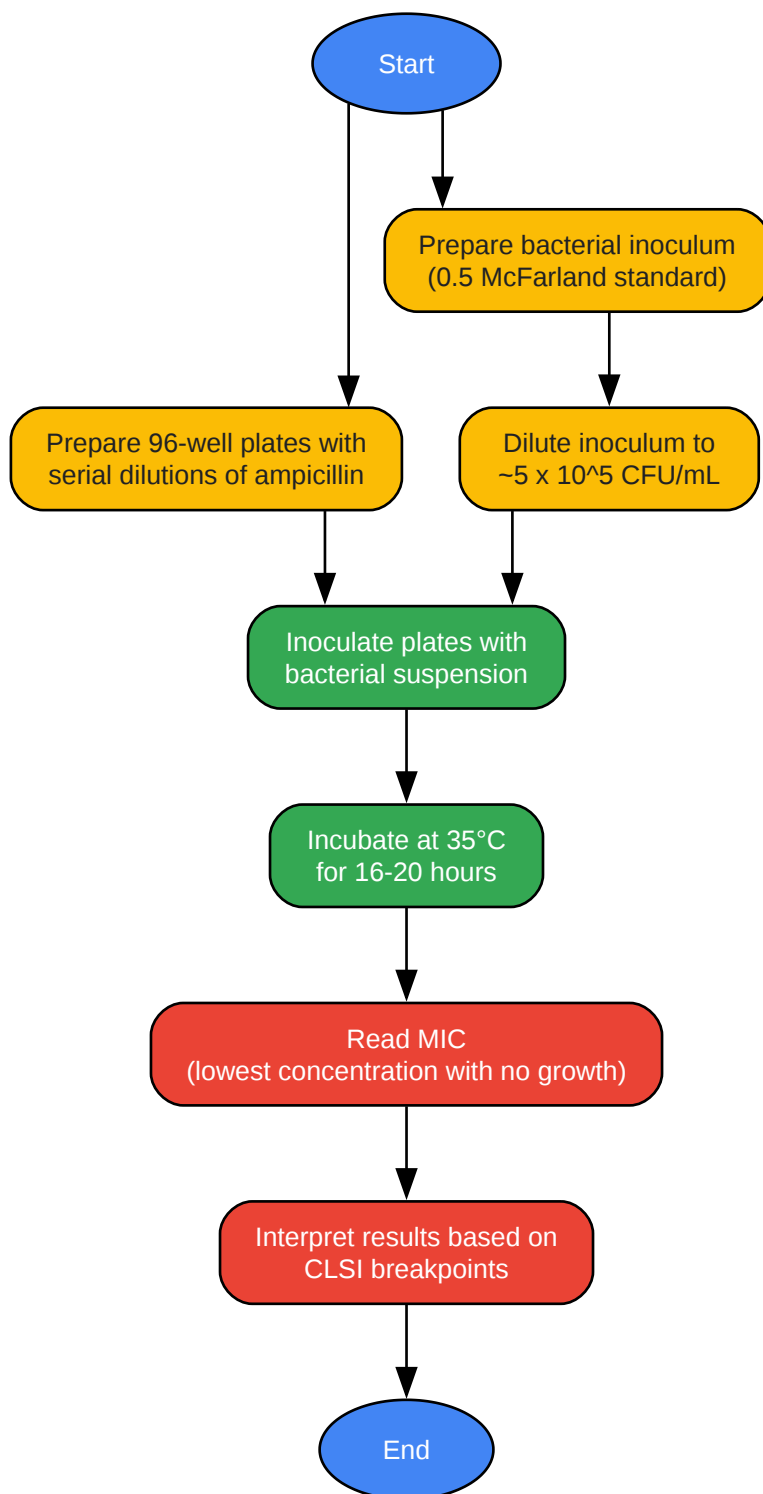 Start
Prepare bacterial inoculum
(0.5 McFarland standard)
Prepare 96-well plates with
serial dilutions of ampicillin
Dilute inoculum to
~5 x 10^5 CFU/mL
Inoculate plates with
bacterial suspension
Incubate at 35°C
for 16-20 hours
Read MIC
(lowest concentration with no growth)
Interpret results based on
CLSI breakpoints
End